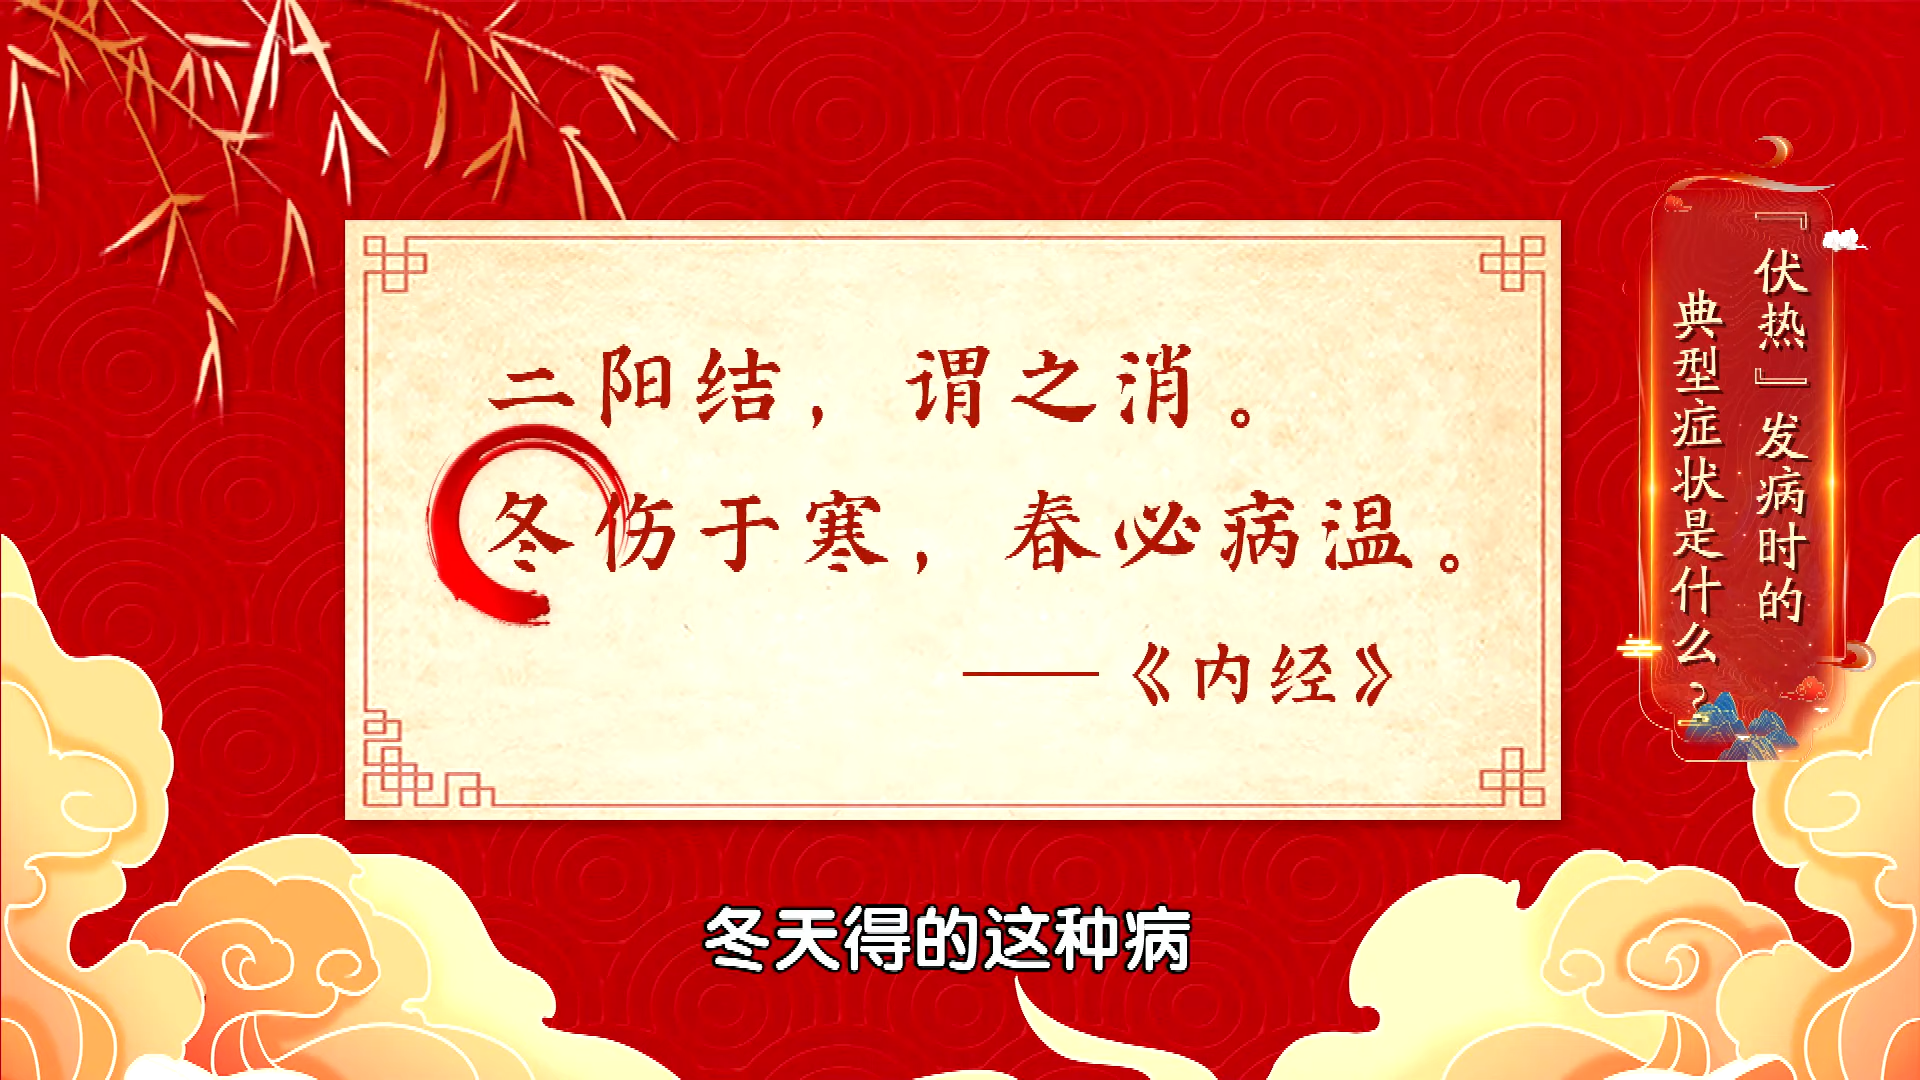 二阳结，谓之消。
冬伤于寒，春必病温。
——《内经》
『伏热』发病时的
典型症状是什么？
冬天得的这种病